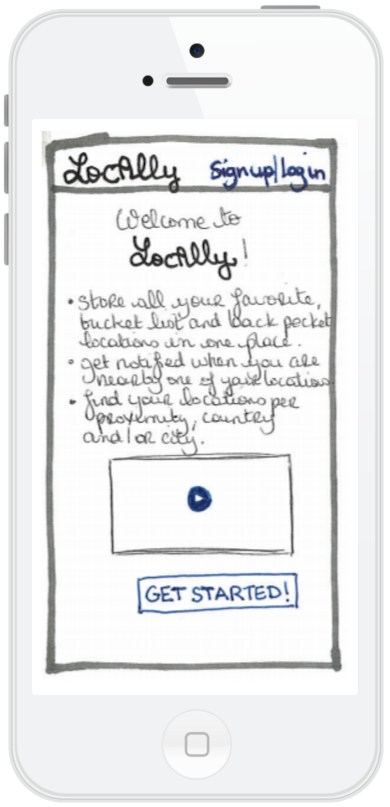 Locally Sign up/login
Welcome to
Locally!
• store all your favorite,
bucket list and back pocket
locations in one place.
• get notified when you are
nearby one of your locations
• find your locations per
proximity, country
and/or city.
GET STARTED!